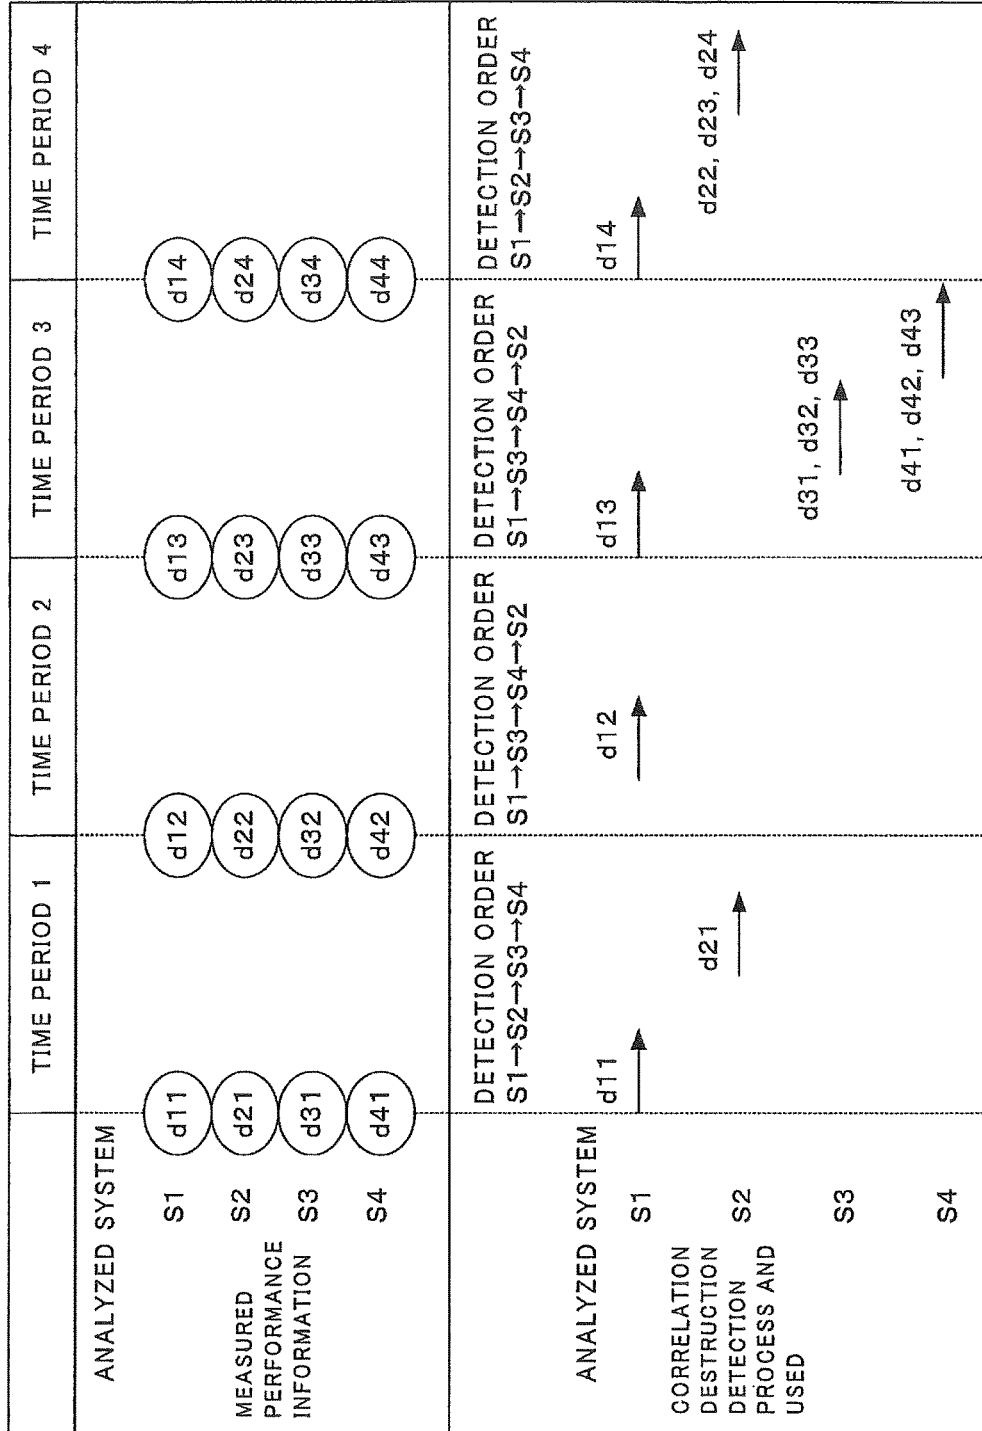 TIME PERIOD 1
TIME PERIOD 2
TIME PERIOD 3
TIME PERIOD 4
ANALYZED SYSTEM
MEASURED
PERFORMANCE
INFORMATION
S1
d11
d12
d13
d14
S2
d21
d22
d23
d24
S3
d31
d32
d33
d34
S4
d41
d42
d43
d44
DETECTION ORDER
S1→S2→S3→S4
DETECTION ORDER
S1→S3→S4→S2
DETECTION ORDER
S1→S3→S4→S2
DETECTION ORDER
S1→S2→S3→S4
ANALYZED SYSTEM
CORRELATION
DESTRUCTION
DETECTION
PROCESS AND
USED
S1
d11
d12
d13
d14
S2
d21
d22, d23, d24
S3
d31, d32, d33
S4
d41, d42, d43